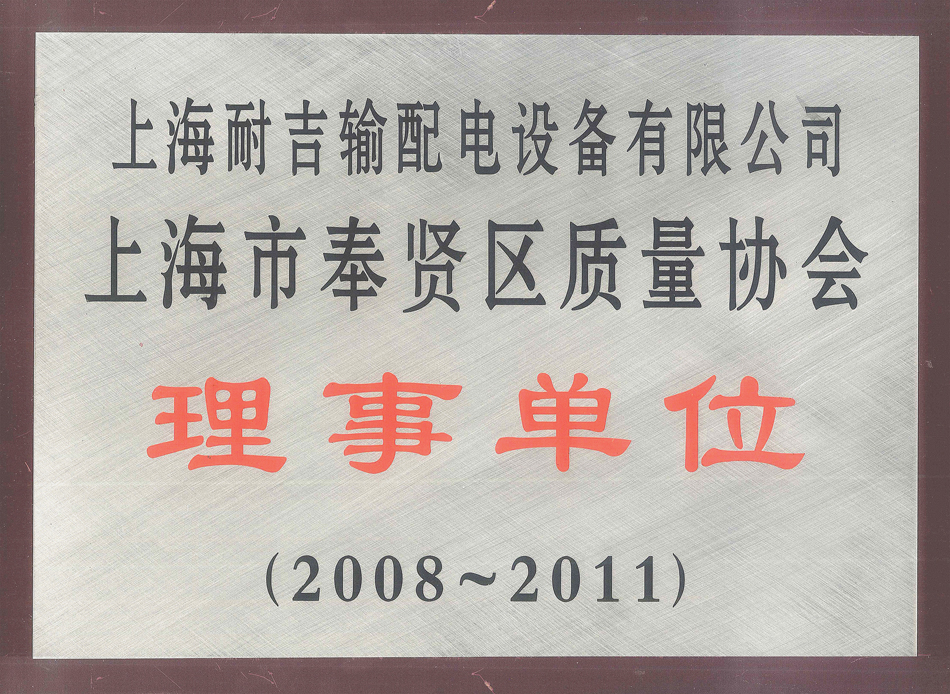 上海耐吉输配电设备有限公司
上海市奉贤区质量协会
理事单位
(2008~2011)